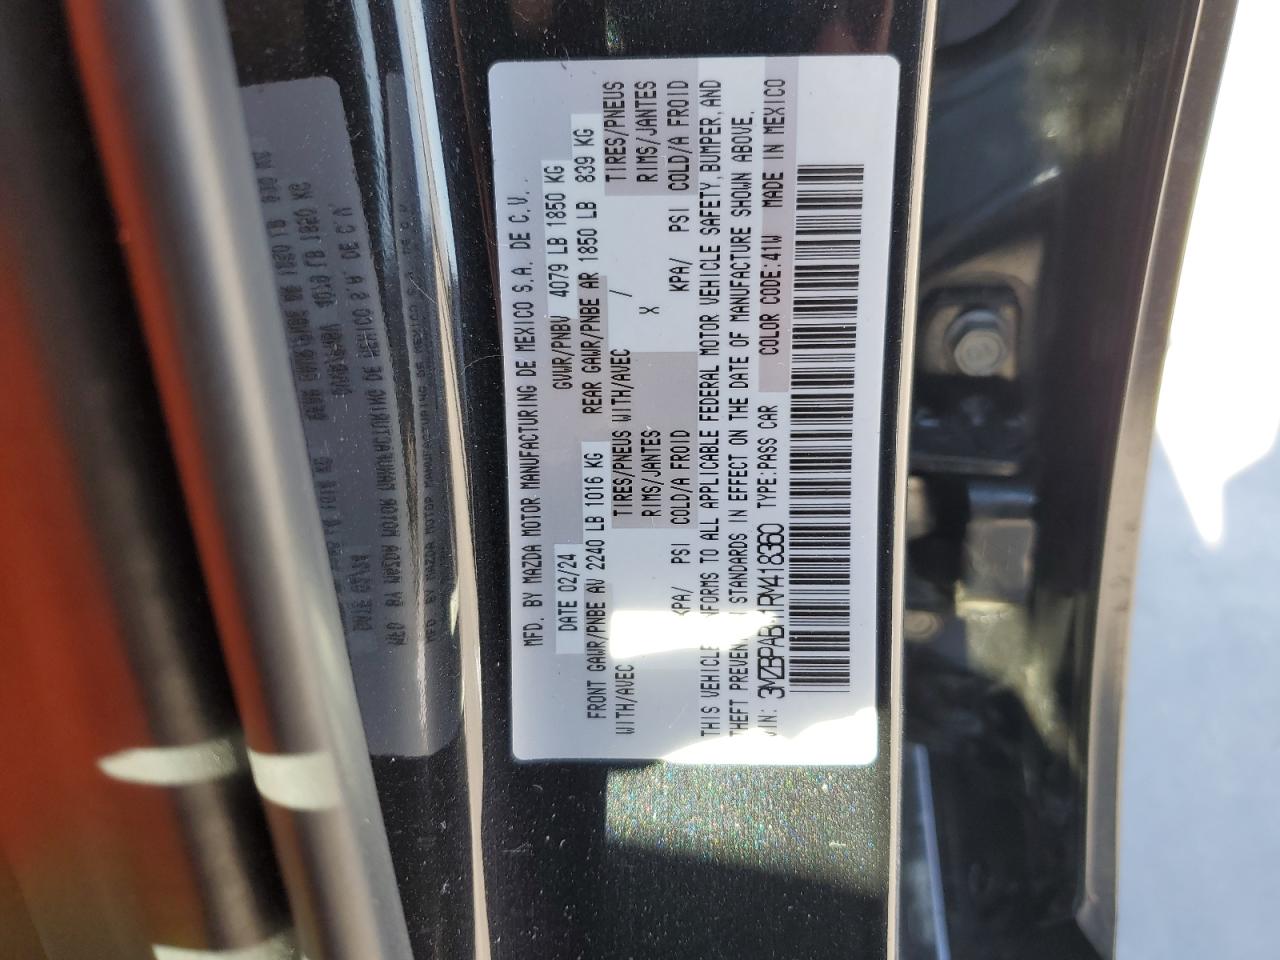 MFD. BY MAZDA MOTOR MANUFACTURING DE MEXICO S.A. DE C.V.
DATE 02/24 GVWR/PNBV 4079 LB 1850 KG
FRONT GAWR/PNBE AV 2240 LB 1016 KG REAR GAWR/PNBE AR 1850 LB 839 KG
WITH/AVEC TIRES/PNEUS WITH/AVEC / TIRES/PNEUS
RIMS/JANTES X RIMS/JANTES
KPA/ PSI COLD/A FROID KPA/ PSI COLD/A FROID
THIS VEHICLE TO ALL APPLICABLE FEDERAL MOTOR VEHICLE SAFETY, BUMPER, AND
THEFT STANDARDS IN EFFECT ON THE DATE OF MANUFACTURE SHOWN ABOVE.
VIN: TYPE:PASS CAR COLOR CODE:41W MADE IN MEXICO